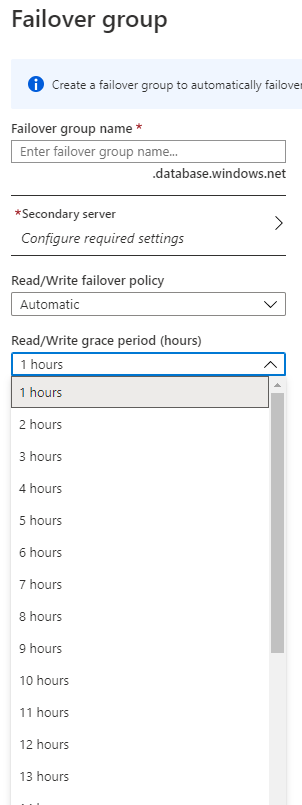 Failover group
Create a failover group to automatically failover
Failover group name *
Enter failover group name...
.database.windows.net
*Secondary server
Configure required settings
Read/Write failover policy
Automatic
Read/Write grace period (hours)
1 hours
1 hours
2 hours
3 hours
4 hours
5 hours
6 hours
7 hours
8 hours
9 hours
10 hours
11 hours
12 hours
13 hours